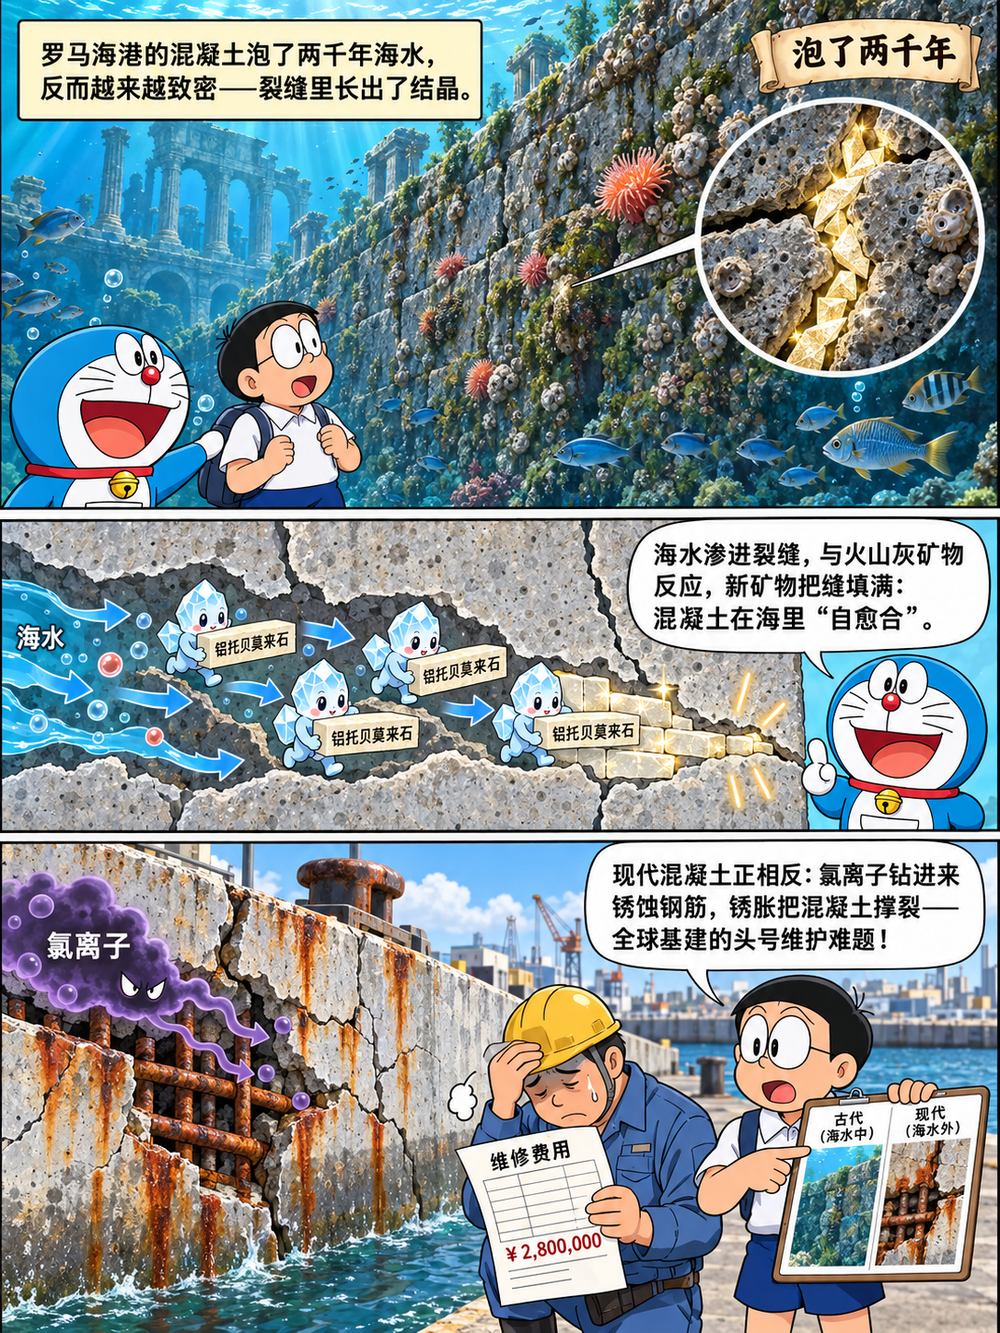 罗马海港的混凝土泡了两千年海水，
反而越来越致密——裂缝里长出了结晶。
泡了两千年
海水渗进裂缝，与火山灰矿物
反应，新矿物把缝填满：
混凝土在海里“自愈合”。
海水
铝托贝莫来石
铝托贝莫来石
铝托贝莫来石
铝托贝莫来石
现代混凝土正相反：氯离子钻进来
锈蚀钢筋，锈胀把混凝土撑裂——
全球基建的头号维护难题！
氯离子
维修费用
¥ 2,800,000
古代
（海水中）
现代
（海水外）